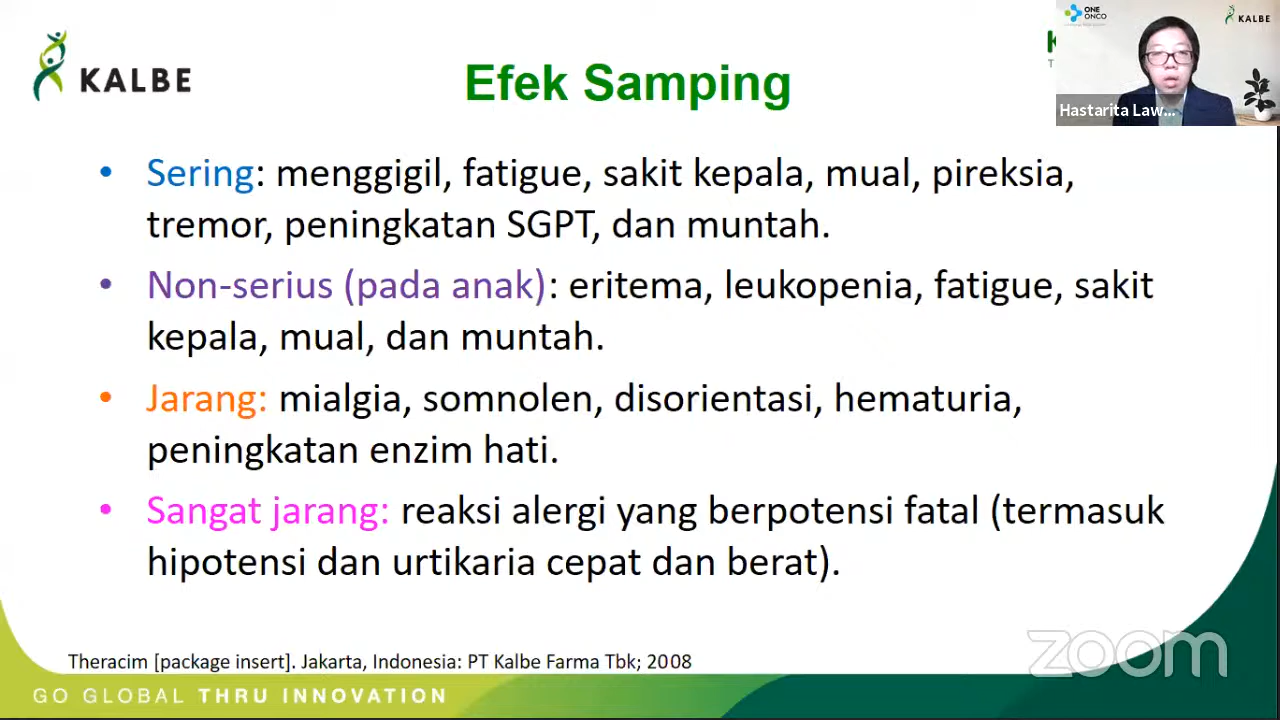 KALBE
Efek Samping
ONE
ONCO
KALBE
Hastarita Law...
• Sering: menggigil, fatigue, sakit kepala, mual, pireksia,
tremor, peningkatan SGPT, dan muntah.
• Non-serius (pada anak): eritema, leukopenia, fatigue, sakit
kepala, mual, dan muntah.
• Jarang: mialgia, somnolen, disorientasi, hematuria,
peningkatan enzim hati.
• Sangat jarang: reaksi alergi yang berpotensi fatal (termasuk
hipotensi dan urtikaria cepat dan berat).
Theracim [package insert]. Jakarta, Indonesia: PT Kalbe Farma Tbk; 2008
GO GLOBAL THRU INNOVATION
zoom